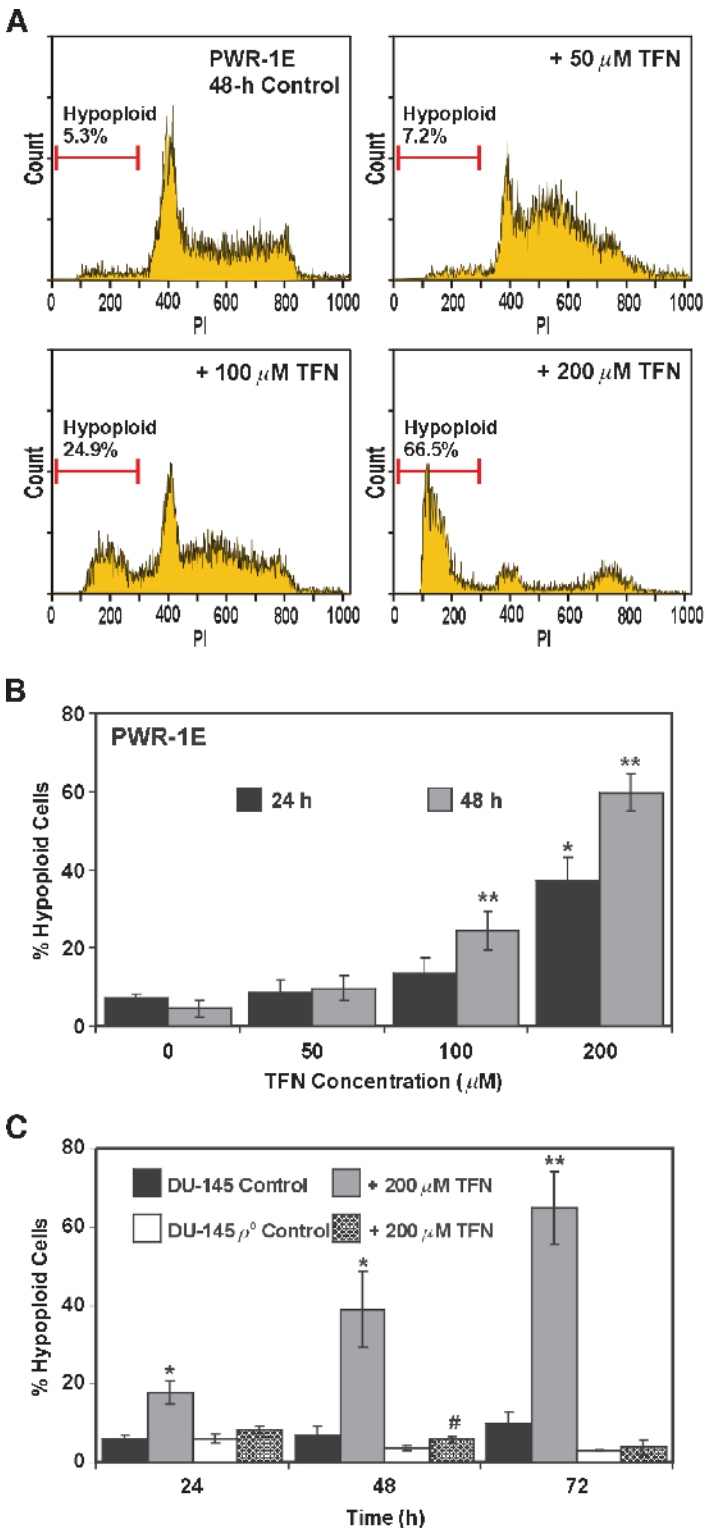 A
PWR-1E
48-h Control
Hypoploid
5.3%
Count
0 200 400 600 800 1000
PI
+ 50 μM TFN
Hypoploid
7.2%
Count
0 200 400 600 800 1000
PI
+ 100 μM TFN
Hypoploid
24.9%
Count
0 200 400 600 800 1000
PI
+ 200 μM TFN
Hypoploid
66.5%
Count
0 200 400 600 800 1000
PI
B
PWR-1E
24 h
48 h
% Hypoploid Cells
80
60
40
20
0
**
*
**
0 50 100 200
TFN Concentration (μM)
C
DU-145 Control
+ 200 μM TFN
DU-145 ρ⁰ Control
+ 200 μM TFN
% Hypoploid Cells
80
60
40
20
0
*
*
#
**
24 48 72
Time (h)